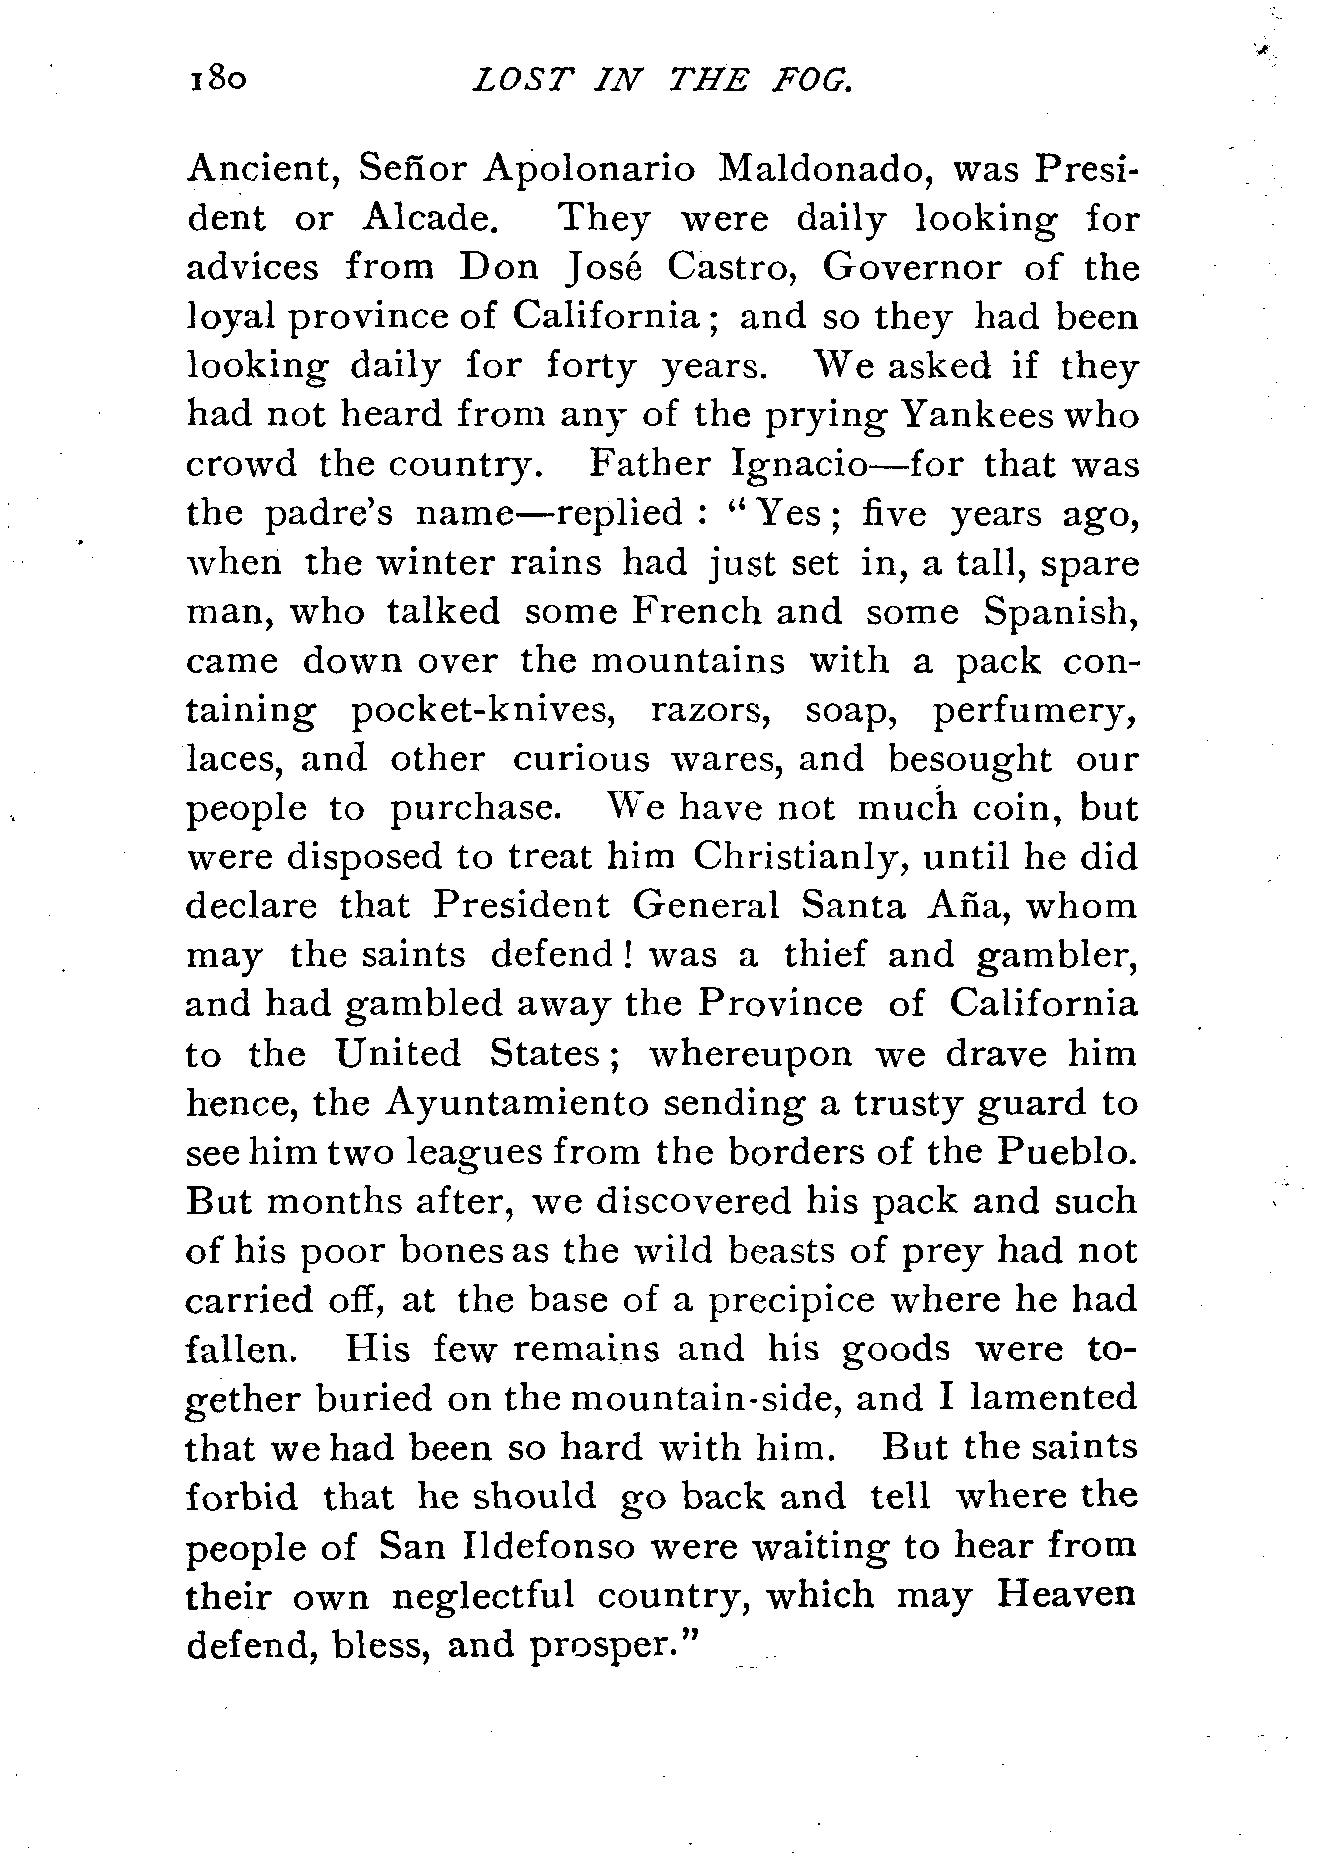 180 LOST IN THE FOG.
Ancient, Señor Apolonario Maldonado, was Presi-
dent or Alcade. They were daily looking for
advices from Don José Castro, Governor of the
loyal province of California; and so they had been
looking daily for forty years. We asked if they
had not heard from any of the prying Yankees who
crowd the country. Father Ignacio—for that was
the padre's name—replied : “Yes; five years ago,
when the winter rains had just set in, a tall, spare
man, who talked some French and some Spanish,
came down over the mountains with a pack con-
taining pocket-knives, razors, soap, perfumery,
laces, and other curious wares, and besought our
people to purchase. We have not much coin, but
were disposed to treat him Christianly, until he did
declare that President General Santa Aña, whom
may the saints defend! was a thief and gambler,
and had gambled away the Province of California
to the United States; whereupon we drave him
hence, the Ayuntamiento sending a trusty guard to
see him two leagues from the borders of the Pueblo.
But months after, we discovered his pack and such
of his poor bones as the wild beasts of prey had not
carried off, at the base of a precipice where he had
fallen. His few remains and his goods were to-
gether buried on the mountain-side, and I lamented
that we had been so hard with him. But the saints
forbid that he should go back and tell where the
people of San Ildefonso were waiting to hear from
their own neglectful country, which may Heaven
defend, bless, and prosper.”